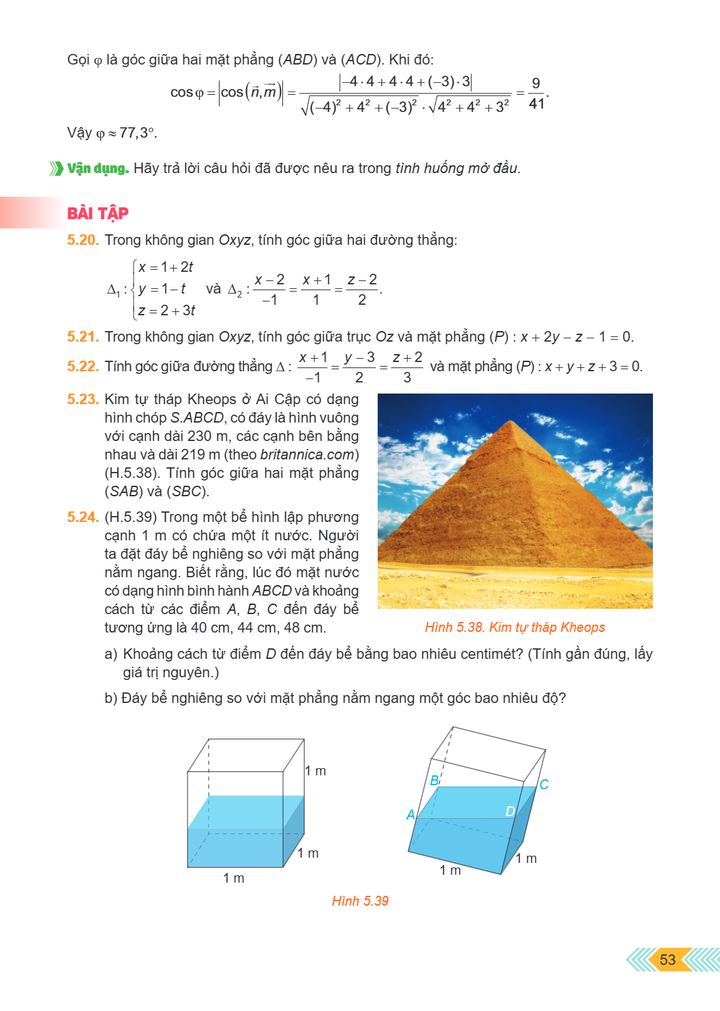 Gọi φ là góc giữa hai mặt phẳng (ABD) và (ACD). Khi đó:
cos φ = |cos(n⃗, m⃗)| = |−4 · 4 + 4 · 4 + (−3) · 3| / (√((−4)² + 4² + (−3)²) · √(4² + 4² + 3²)) = 9/41.
Vậy φ ≈ 77,3°.
Vận dụng. Hãy trả lời câu hỏi đã được nêu ra trong tình huống mở đầu.
BÀI TẬP
5.20. Trong không gian Oxyz, tính góc giữa hai đường thẳng:
Δ₁ : { x = 1 + 2t
y = 1 − t
z = 2 + 3t
và Δ₂ : (x − 2)/−1 = (x + 1)/1 = (z − 2)/2.
5.21. Trong không gian Oxyz, tính góc giữa trục Oz và mặt phẳng (P) : x + 2y − z − 1 = 0.
5.22. Tính góc giữa đường thẳng Δ : (x + 1)/−1 = (y − 3)/2 = (z + 2)/3 và mặt phẳng (P) : x + y + z + 3 = 0.
5.23. Kim tự tháp Kheops ở Ai Cập có dạng
hình chóp S.ABCD, có đáy là hình vuông
với cạnh dài 230 m, các cạnh bên bằng
nhau và dài 219 m (theo britannica.com)
(H.5.38). Tính góc giữa hai mặt phẳng
(SAB) và (SBC).
5.24. (H.5.39) Trong một bể hình lập phương
cạnh 1 m có chứa một ít nước. Người
ta đặt đáy bể nghiêng so với mặt phẳng
nằm ngang. Biết rằng, lúc đó mặt nước
có dạng hình bình hành ABCD và khoảng
cách từ các điểm A, B, C đến đáy bể
tương ứng là 40 cm, 44 cm, 48 cm.
Hình 5.38. Kim tự tháp Kheops
a) Khoảng cách từ điểm D đến đáy bể bằng bao nhiêu centimét? (Tính gần đúng, lấy
giá trị nguyên.)
b) Đáy bể nghiêng so với mặt phẳng nằm ngang một góc bao nhiêu độ?
1 m
1 m
1 m
B
C
A
D
1 m
1 m
Hình 5.39
53